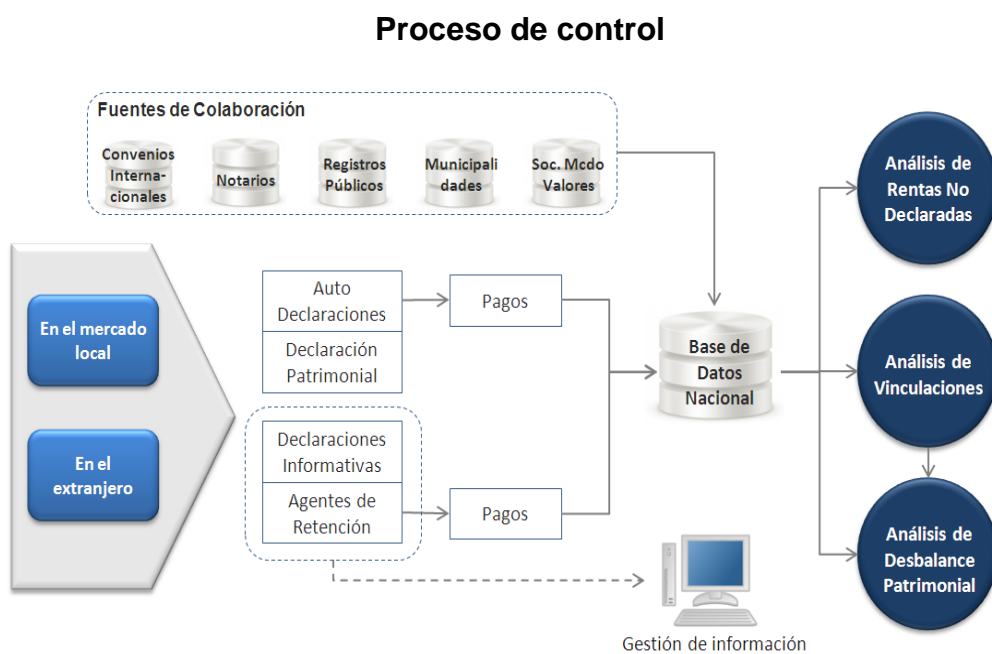 Proceso de control
Fuentes de Colaboración
Convenios
Interna-
cionales
Notarios
Registros
Públicos
Municipali
dades
Soc. Mcdo
Valores
En el mercado
local
En el
extranjero
Auto
Declaraciones
Declaración
Patrimonial
Pagos
Declaraciones
Informativas
Agentes de
Retención
Pagos
Base de
Datos
Nacional
Gestión de información
Análisis de
Rentas No
Declaradas
Análisis de
Vinculaciones
Análisis de
Desbalance
Patrimonial